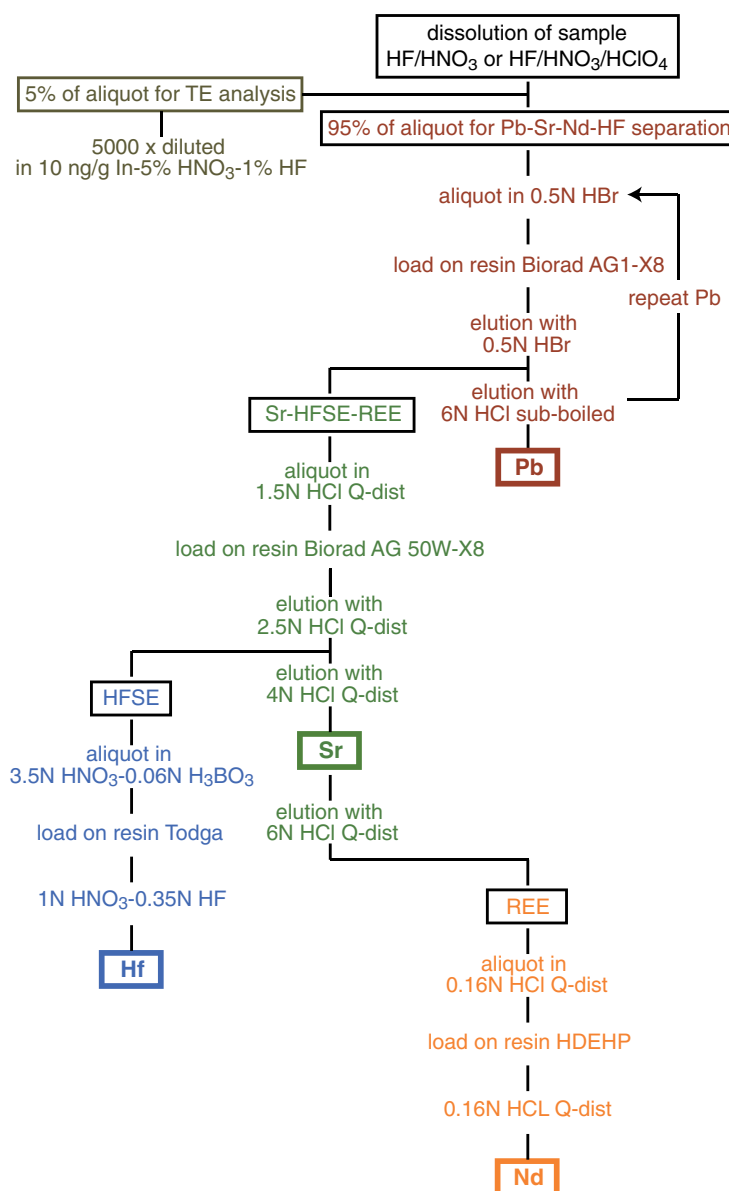 dissolution of sample
HF/HNO₃ or HF/HNO₃/HClO₄
5% of aliquot for TE analysis
95% of aliquot for Pb-Sr-Nd-HF separation
5000 x diluted
in 10 ng/g In-5% HNO₃-1% HF
aliquot in 0.5N HBr
load on resin Biorad AG1-X8
repeat Pb
elution with
0.5N HBr
elution with
6N HCl sub-boiled
Pb
Sr-HFSE-REE
aliquot in
1.5N HCl Q-dist
load on resin Biorad AG 50W-X8
elution with
2.5N HCl Q-dist
elution with
4N HCl Q-dist
Sr
HFSE
aliquot in
3.5N HNO₃-0.06N H₃BO₃
load on resin Todga
1N HNO₃-0.35N HF
Hf
elution with
6N HCl Q-dist
REE
aliquot in
0.16N HCl Q-dist
load on resin HDEHP
0.16N HCL Q-dist
Nd